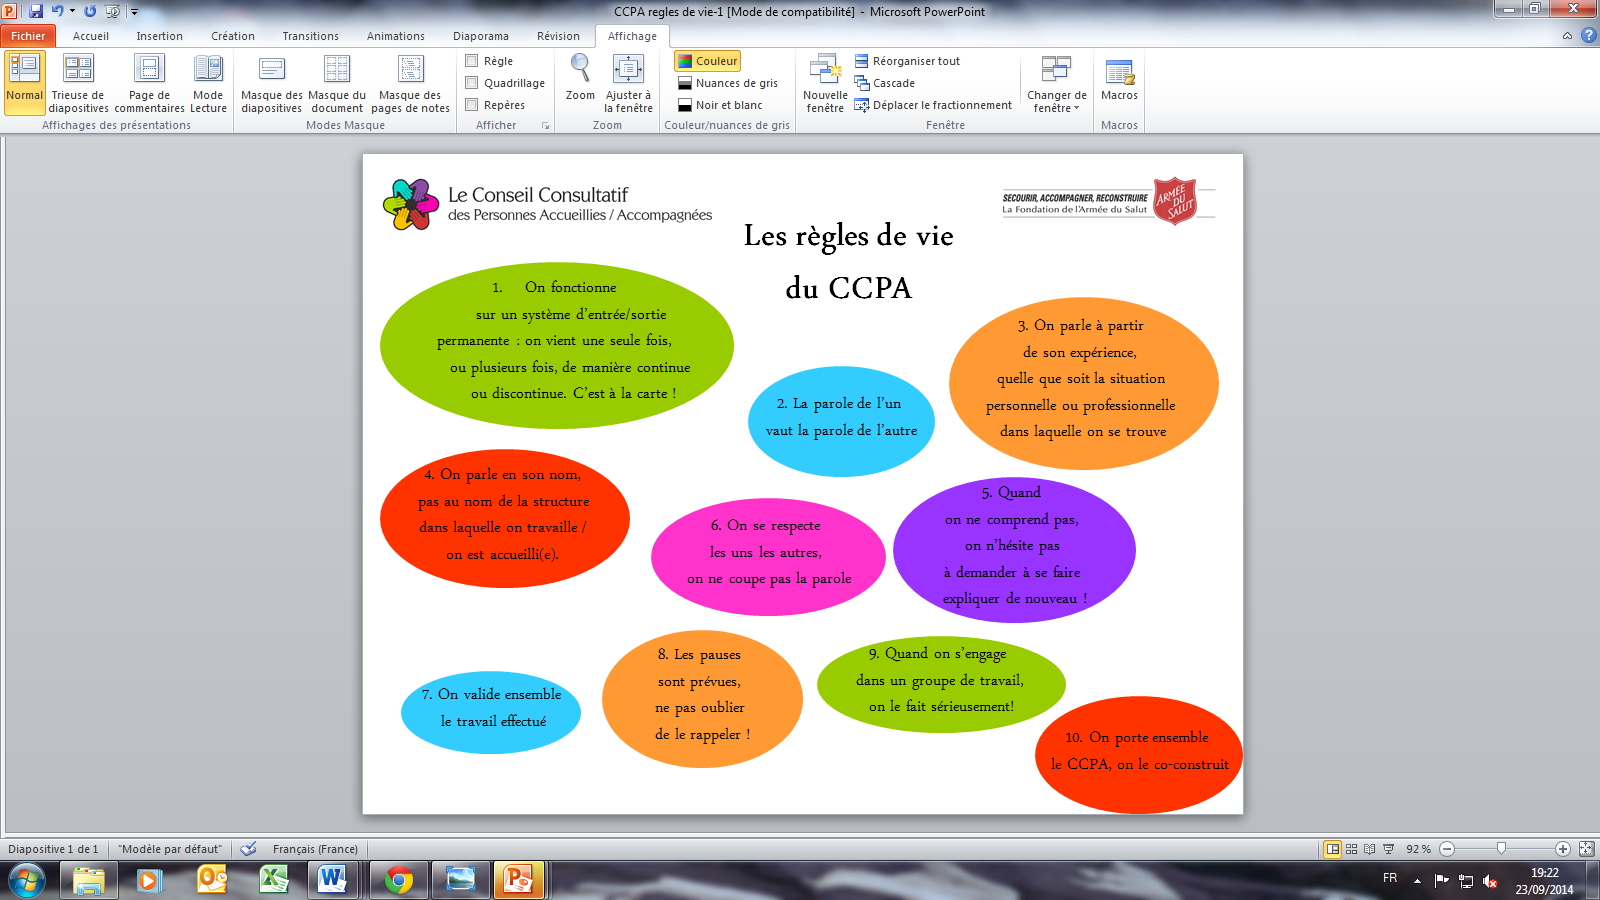 CCPA regles de vie-1 [Mode de compatibilité] - Microsoft PowerPoint
Fichier Accueil Insertion Création Transitions Animations Diaporama Révision Affichage
Normal
Trieuse de diapositives
Page de commentaires
Mode Lecture
Affichages des présentations
Masque des diapositives
Masque du document
Masque des pages de notes
Modes Masque
Règle
Quadrillage
Repères
Afficher
Zoom
Ajuster à la fenêtre
Zoom
Couleur
Nuances de gris
Noir et blanc
Couleur/nuances de gris
Nouvelle fenêtre
Réorganiser tout
Cascade
Déplacer le fractionnement
Changer de fenêtre
Fenêtre
Macros
Macros
Le Conseil Consultatif
des Personnes Accueillies / Accompagnées
SECOURIR, ACCOMPAGNER, RECONSTRUIRE
La Fondation de l'Armée du Salut
ARMÉE
DU
SALUT
Les règles de vie
du CCPA
1. On fonctionne
sur un système d'entrée/sortie
permanente : on vient une seule fois,
ou plusieurs fois, de manière continue
ou discontinue. C'est à la carte !
2. La parole de l'un
vaut la parole de l'autre
3. On parle à partir
de son expérience,
quelle que soit la situation
personnelle ou professionnelle
dans laquelle on se trouve
4. On parle en son nom,
pas au nom de la structure
dans laquelle on travaille /
on est accueilli(e).
5. Quand
on ne comprend pas,
on n'hésite pas
à demander à se faire
expliquer de nouveau !
6. On se respecte
les uns les autres,
on ne coupe pas la parole
7. On valide ensemble
le travail effectué
8. Les pauses
sont prévues,
ne pas oublier
de le rappeler !
9. Quand on s'engage
dans un groupe de travail,
on le fait sérieusement!
10. On porte ensemble
le CCPA, on le co-construit
Diapositive 1 de 1 "Modèle par défaut" Français (France) 92 %
FR
19:22
23/09/2014